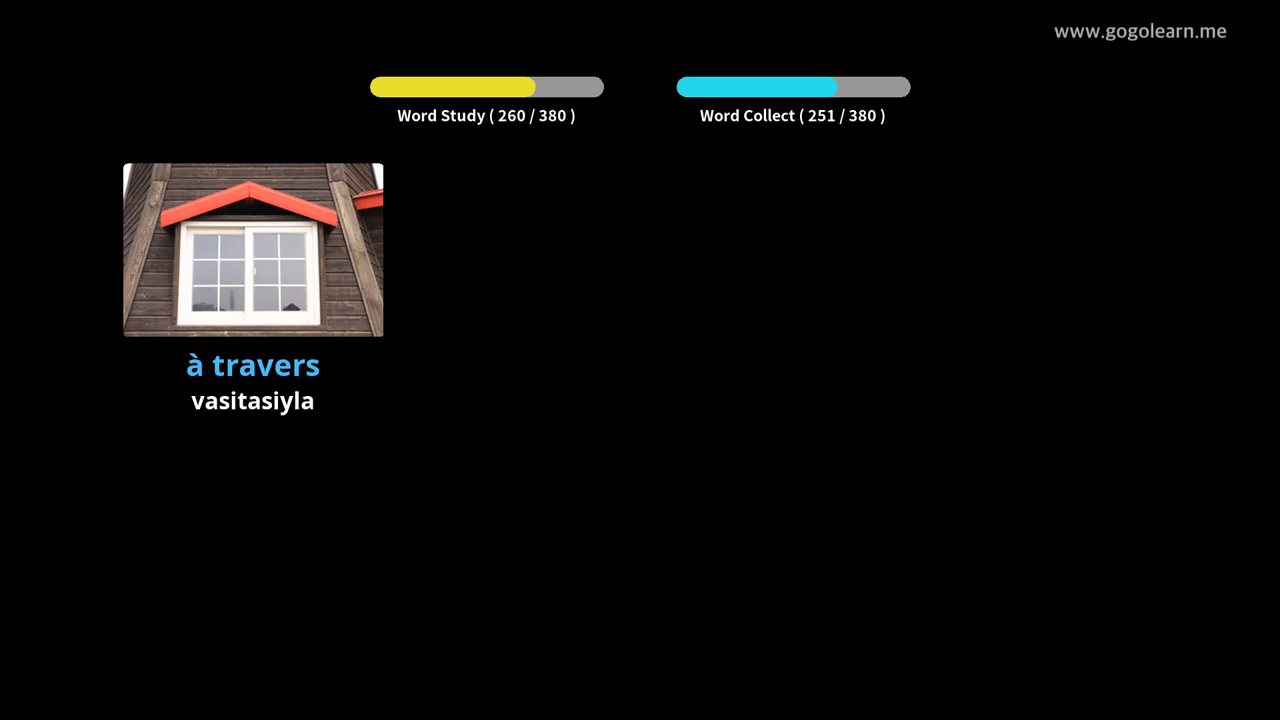 www.gogolearn.me
Word Study ( 260 / 380 )
Word Collect ( 251 / 380 )
à travers
vasitasiyla